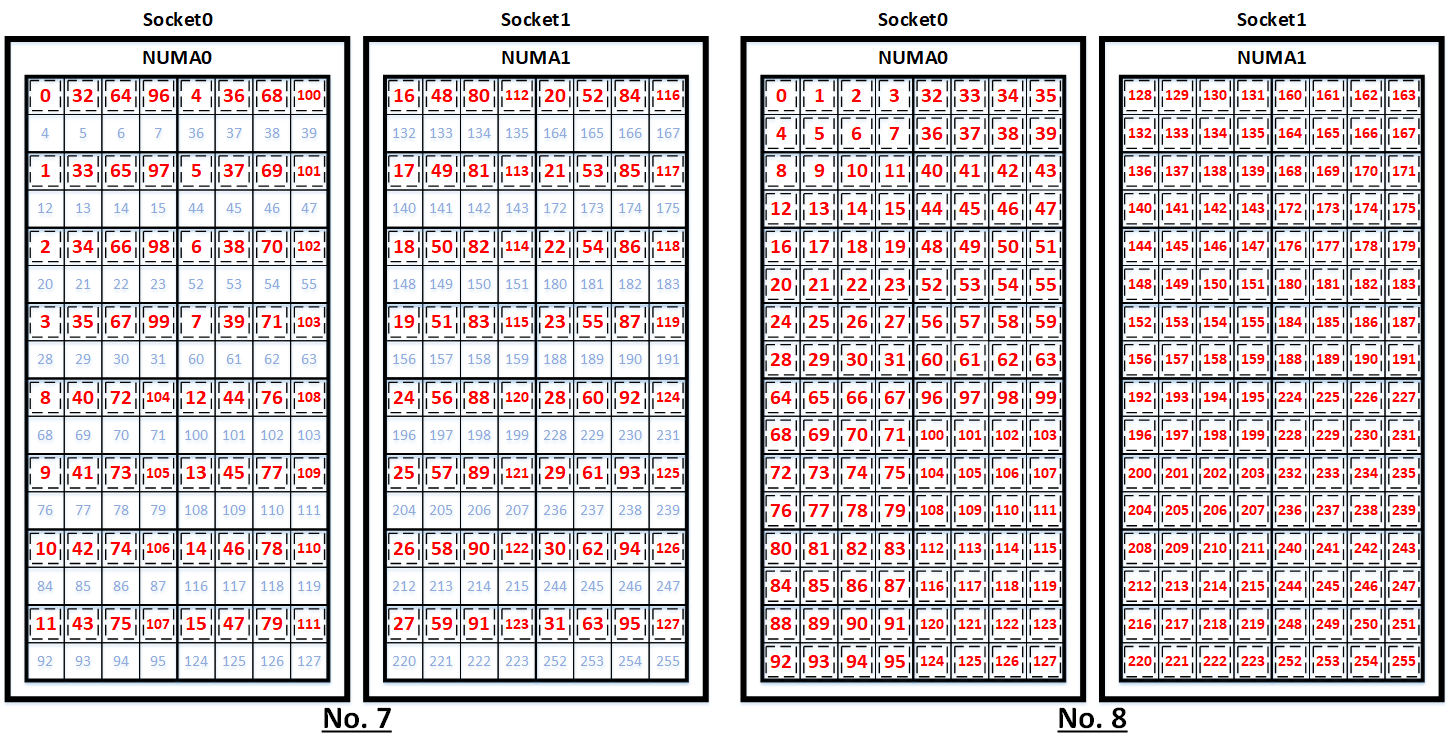 Socket0 Socket1 Socket0 Socket1
NUMA0 NUMA1 NUMA0 NUMA1
0 32 64 96 4 36 68 100 16 48 80 112 20 52 84 116 0 1 2 3 32 33 34 35 128 129 130 131 160 161 162 163
4 5 6 7 36 37 38 39 132 133 134 135 164 165 166 167 4 5 6 7 36 37 38 39 132 133 134 135 164 165 166 167
1 33 65 97 5 37 69 101 17 49 81 113 21 53 85 117 8 9 10 11 40 41 42 43 136 137 138 139 168 169 170 171
12 13 14 15 44 45 46 47 140 141 142 143 172 173 174 175 12 13 14 15 44 45 46 47 140 141 142 143 172 173 174 175
2 34 66 98 6 38 70 102 18 50 82 114 22 54 86 118 16 17 18 19 48 49 50 51 144 145 146 147 176 177 178 179
20 21 22 23 52 53 54 55 148 149 150 151 180 181 182 183 20 21 22 23 52 53 54 55 148 149 150 151 180 181 182 183
3 35 67 99 7 39 71 103 19 51 83 115 23 55 87 119 24 25 26 27 56 57 58 59 152 153 154 155 184 185 186 187
28 29 30 31 60 61 62 63 156 157 158 159 188 189 190 191 28 29 30 31 60 61 62 63 156 157 158 159 188 189 190 191
8 40 72 104 12 44 76 108 24 56 88 120 28 60 92 124 64 65 66 67 96 97 98 99 192 193 194 195 224 225 226 227
68 69 70 71 100 101 102 103 196 197 198 199 228 229 230 231 68 69 70 71 100 101 102 103 196 197 198 199 228 229 230 231
9 41 73 105 13 45 77 109 25 57 89 121 29 61 93 125 72 73 74 75 104 105 106 107 200 201 202 203 232 233 234 235
76 77 78 79 108 109 110 111 204 205 206 207 236 237 238 239 76 77 78 79 108 109 110 111 204 205 206 207 236 237 238 239
10 42 74 106 14 46 78 110 26 58 90 122 30 62 94 126 80 81 82 83 112 113 114 115 208 209 210 211 240 241 242 243
84 85 86 87 116 117 118 119 212 213 214 215 244 245 246 247 84 85 86 87 116 117 118 119 212 213 214 215 244 245 246 247
11 43 75 107 15 47 79 111 27 59 91 123 31 63 95 127 88 89 90 91 120 121 122 123 216 217 218 219 248 249 250 251
92 93 94 95 124 125 126 127 220 221 222 223 252 253 254 255 92 93 94 95 124 125 126 127 220 221 222 223 252 253 254 255
No. 7 No. 8